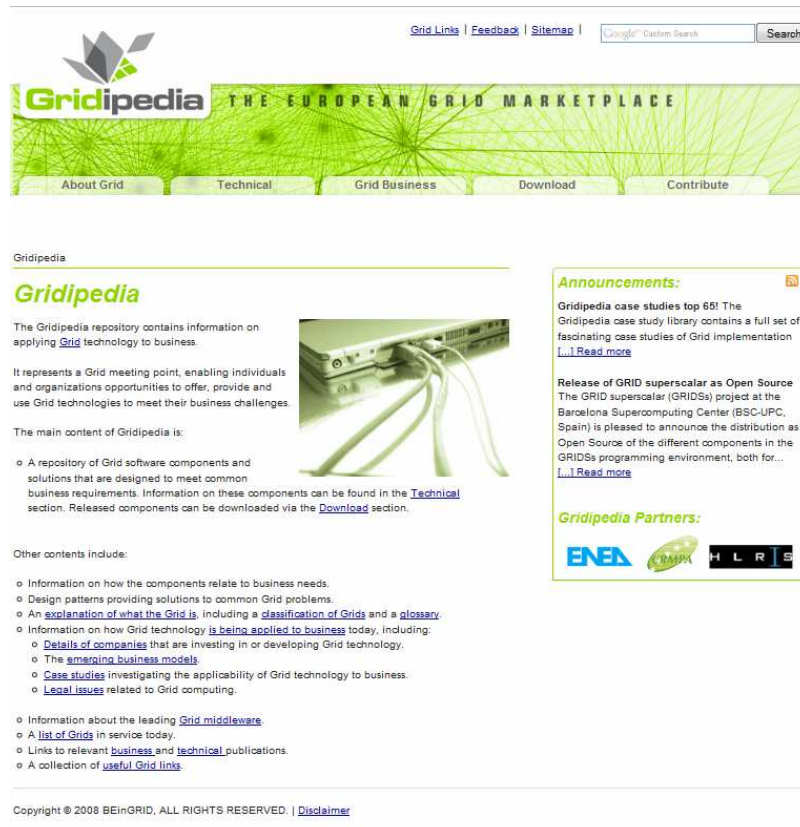 Grid Links | Feedback | Sitemap |
Google™ Custom Search
Search
Gridipedia
THE EUROPEAN GRID MARKETPLACE
About Grid
Technical
Grid Business
Download
Contribute
Gridipedia
Gridipedia
The Gridipedia repository contains information on
applying Grid technology to business.
It represents a Grid meeting point, enabling individuals
and organizations opportunities to offer, provide and
use Grid technologies to meet their business challenges.
The main content of Gridipedia is:
A repository of Grid software components and
solutions that are designed to meet common
business requirements. Information on these components can be found in the Technical
section. Released components can be downloaded via the Download section.
Other contents include:
Information on how the components relate to business needs.
Design patterns providing solutions to common Grid problems.
An explanation of what the Grid is, including a classification of Grids and a glossary.
Information on how Grid technology is being applied to business today, including:
Details of companies that are investing in or developing Grid technology.
The emerging business models.
Case studies investigating the applicability of Grid technology to business.
Legal issues related to Grid computing.
Information about the leading Grid middleware.
A list of Grids in service today.
Links to relevant business and technical publications.
A collection of useful Grid links.
Announcements:
Gridipedia case studies top 65! The
Gridipedia case study library contains a full set of
fascinating case studies of Grid implementation
[...] Read more
Release of GRID superscalar as Open Source
The GRID superscalar (GRIDSs) project at the
Barcelona Supercomputing Center (BSC-UPC,
Spain) is pleased to announce the distribution as
Open Source of the different components in the
GRIDSs programming environment, both for...
[...] Read more
Gridipedia Partners:
ENEA
CRMPA
H L R I S
Copyright © 2008 BEinGRID, ALL RIGHTS RESERVED. | Disclaimer